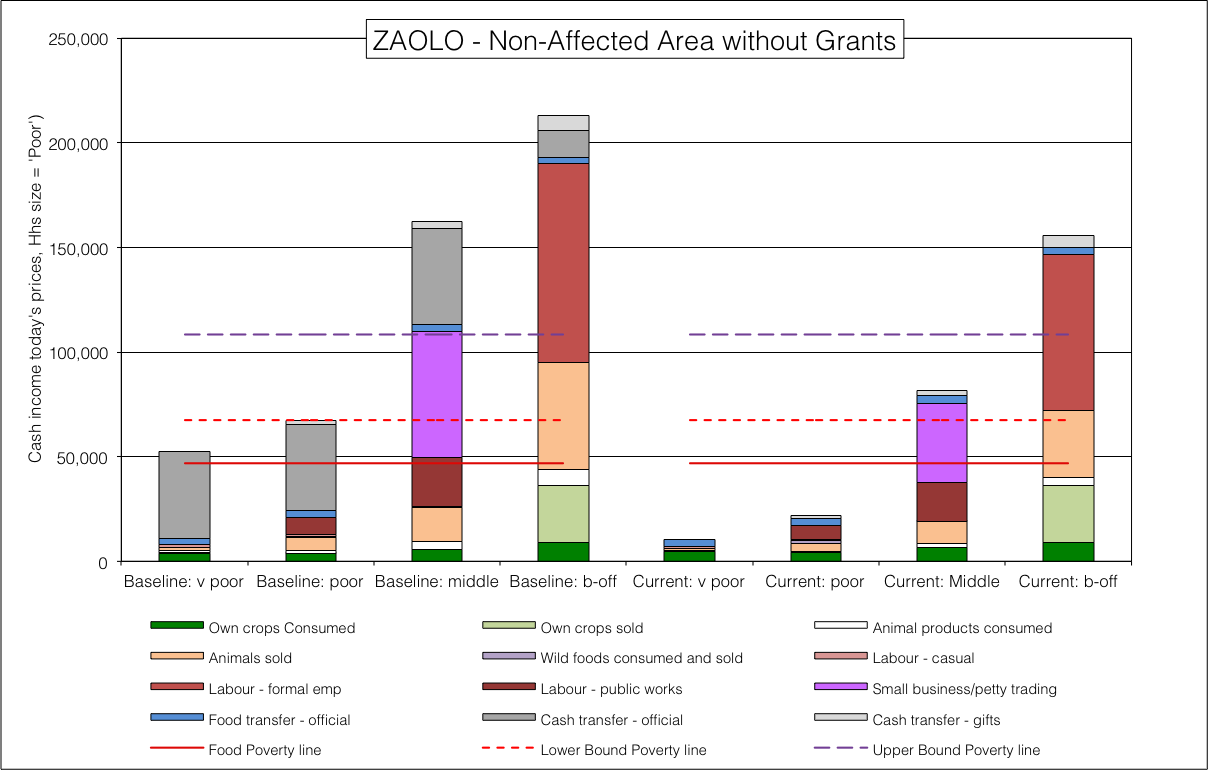 ZAOLO - Non-Affected Area without Grants
Cash income today's prices, Hhs size = 'Poor')
250,000
200,000
150,000
100,000
50,000
0
Baseline: v poor Baseline: poor Baseline: middle Baseline: b-off Current: v poor Current: poor Current: Middle Current: b-off
Own crops Consumed Own crops sold Animal products consumed
Animals sold Wild foods consumed and sold Labour - casual
Labour - formal emp Labour - public works Small business/petty trading
Food transfer - official Cash transfer - official Cash transfer - gifts
Food Poverty line Lower Bound Poverty line Upper Bound Poverty line